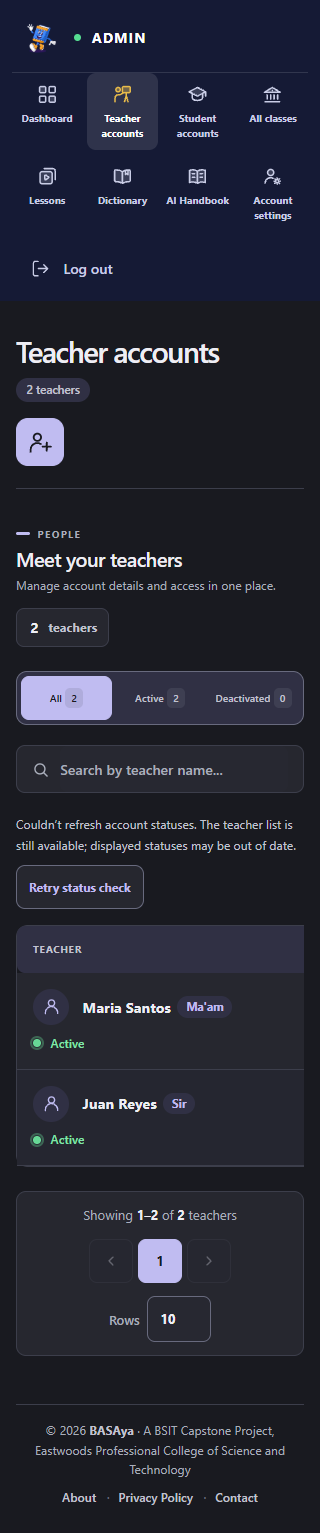 ADMIN
Dashboard
Teacher accounts
Student accounts
All classes
Lessons
Dictionary
AI Handbook
Account settings
Log out
Teacher accounts
2 teachers
PEOPLE
Meet your teachers
Manage account details and access in one place.
2 teachers
All 2
Active 2
Deactivated 0
Search by teacher name...
Couldn't refresh account statuses. The teacher list is
still available; displayed statuses may be out of date.
Retry status check
TEACHER
Maria Santos Ma'am
Active
Juan Reyes Sir
Active
Showing 1–2 of 2 teachers
1
Rows 10
© 2026 BASAya · A BSIT Capstone Project,
Eastwoods Professional College of Science and
Technology
About · Privacy Policy · Contact